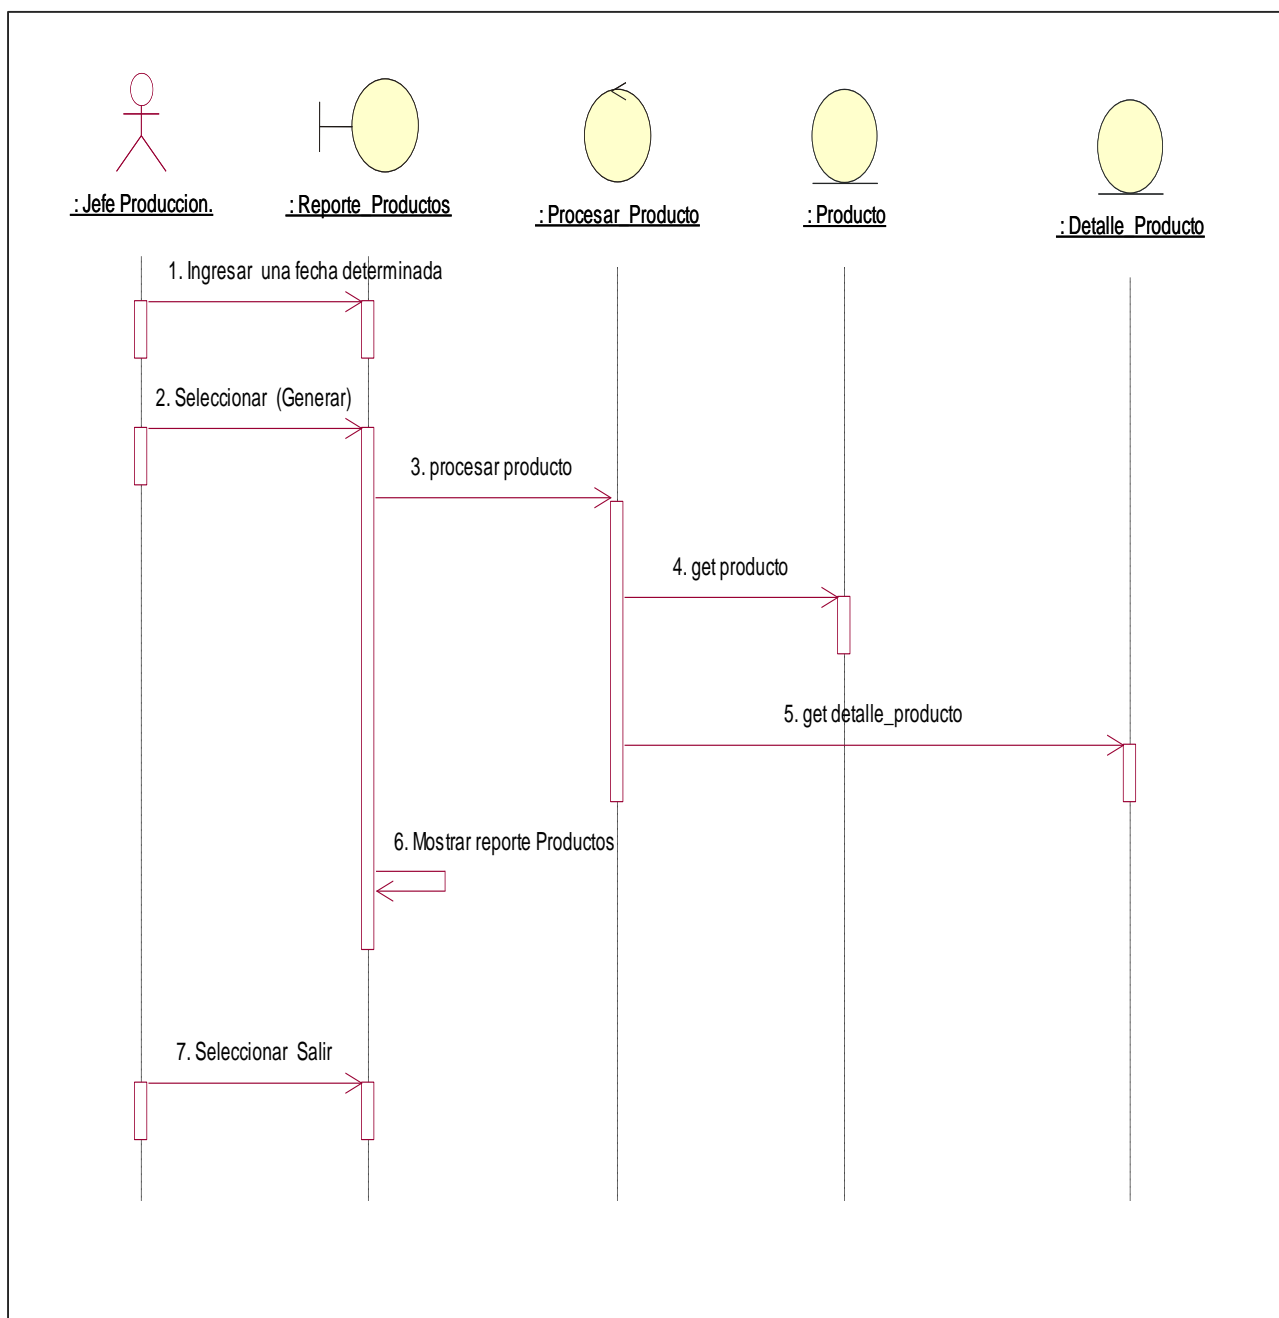 : Jefe Produccion.
: Reporte_Productos
: Procesar_Producto
: Producto
: Detalle_Producto
1. Ingresar una fecha determinada
2. Seleccionar (Generar)
3. procesar producto
4. get producto
5. get detalle_producto
6. Mostrar reporte Productos
7. Seleccionar Salir